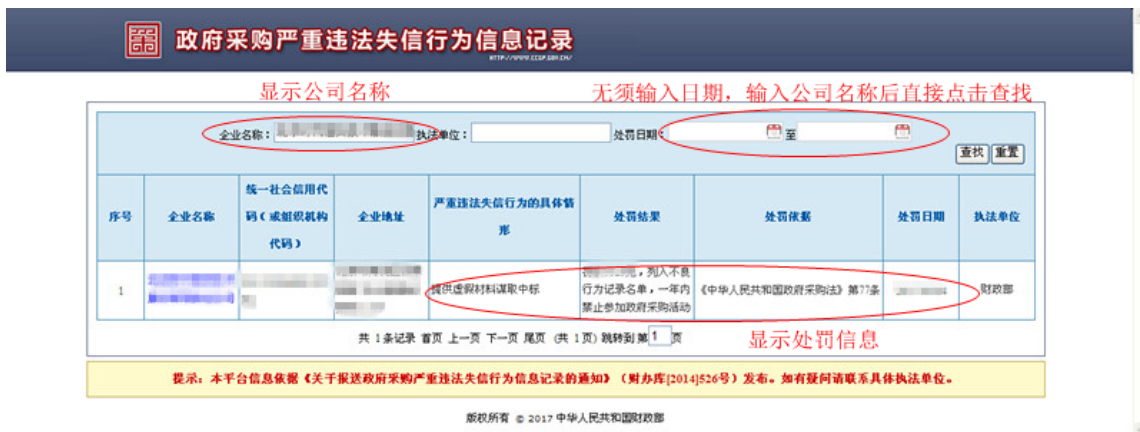 政府采购严重违法失信行为信息记录
HTTP://WWW.CCGP.GOV.CN/
显示公司名称
无须输入日期，输入公司名称后直接点击查找
企业名称：
执法单位：
处罚日期：
至
查找 重置
序号
企业名称
统一社会信用代
码（或组织机构
代码）
企业地址
严重违法失信行为的具体情
形
处罚结果
处罚依据
处罚日期
执法单位
1
提供虚假材料谋取中标
，列入不良
行为记录名单，一年内
禁止参加政府采购活动
《中华人民共和国政府采购法》第77条
财政部
共 1条记录 首页 上一页 下一页 尾页 (共 1页) 跳转到 第 1 页
显示处罚信息
提示：本平台信息依据《关于报送政府采购严重违法失信行为信息记录的通知》（财办库[2014]526号）发布。如有疑问请联系具体执法单位。
版权所有 © 2017 中华人民共和国财政部